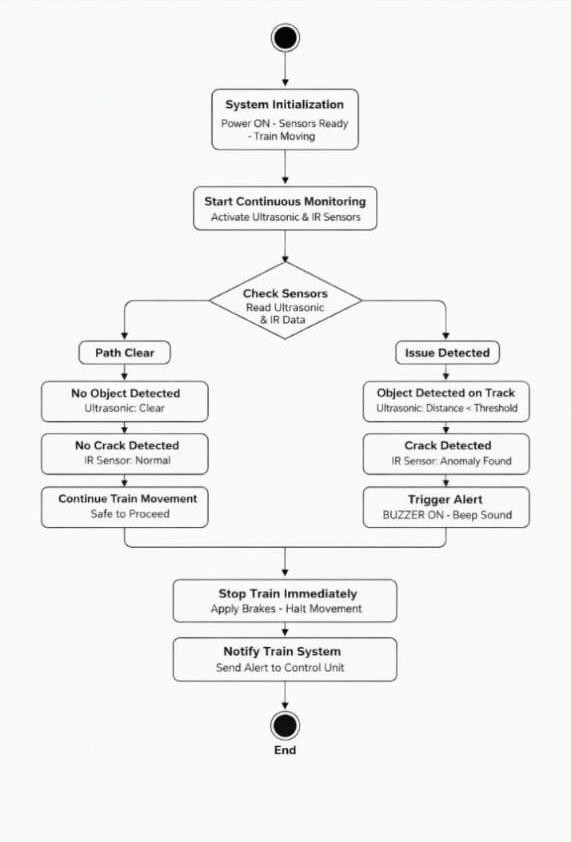 System Initialization
Power ON - Sensors Ready
- Train Moving
Start Continuous Monitoring
Activate Ultrasonic & IR Sensors
Check Sensors
Read Ultrasonic
& IR Data
Path Clear
No Object Detected
Ultrasonic: Clear
No Crack Detected
IR Sensor: Normal
Continue Train Movement
Safe to Proceed
Issue Detected
Object Detected on Track
Ultrasonic: Distance < Threshold
Crack Detected
IR Sensor: Anomaly Found
Trigger Alert
BUZZER ON - Beep Sound
Stop Train Immediately
Apply Brakes - Halt Movement
Notify Train System
Send Alert to Control Unit
End